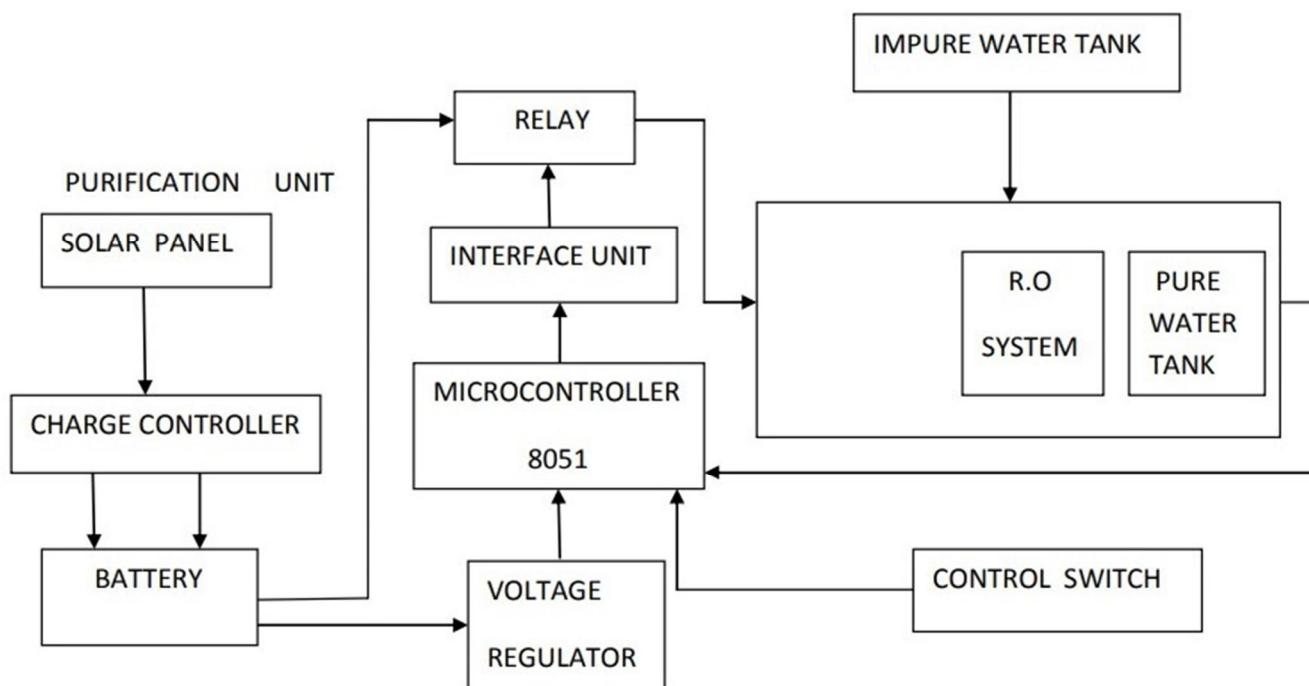 IMPURE WATER TANK
RELAY
PURIFICATION UNIT
SOLAR PANEL
INTERFACE UNIT
R.O
SYSTEM
PURE
WATER
TANK
MICROCONTROLLER
8051
CHARGE CONTROLLER
BATTERY
VOLTAGE
REGULATOR
CONTROL SWITCH